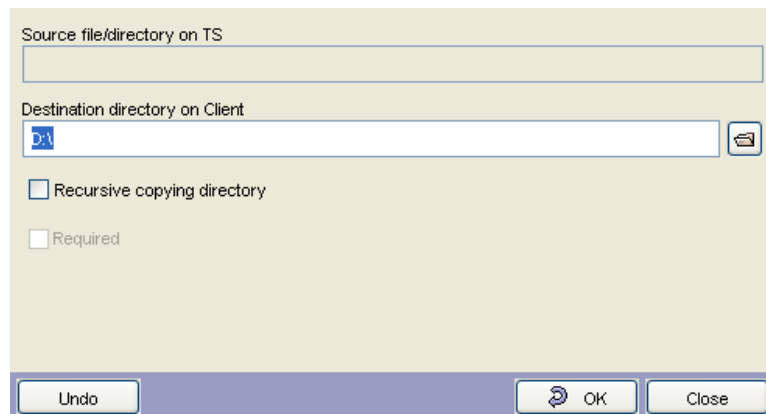 Source file/directory on TS
Destination directory on Client
D:\
Recursive copying directory
Required
Undo
OK
Close